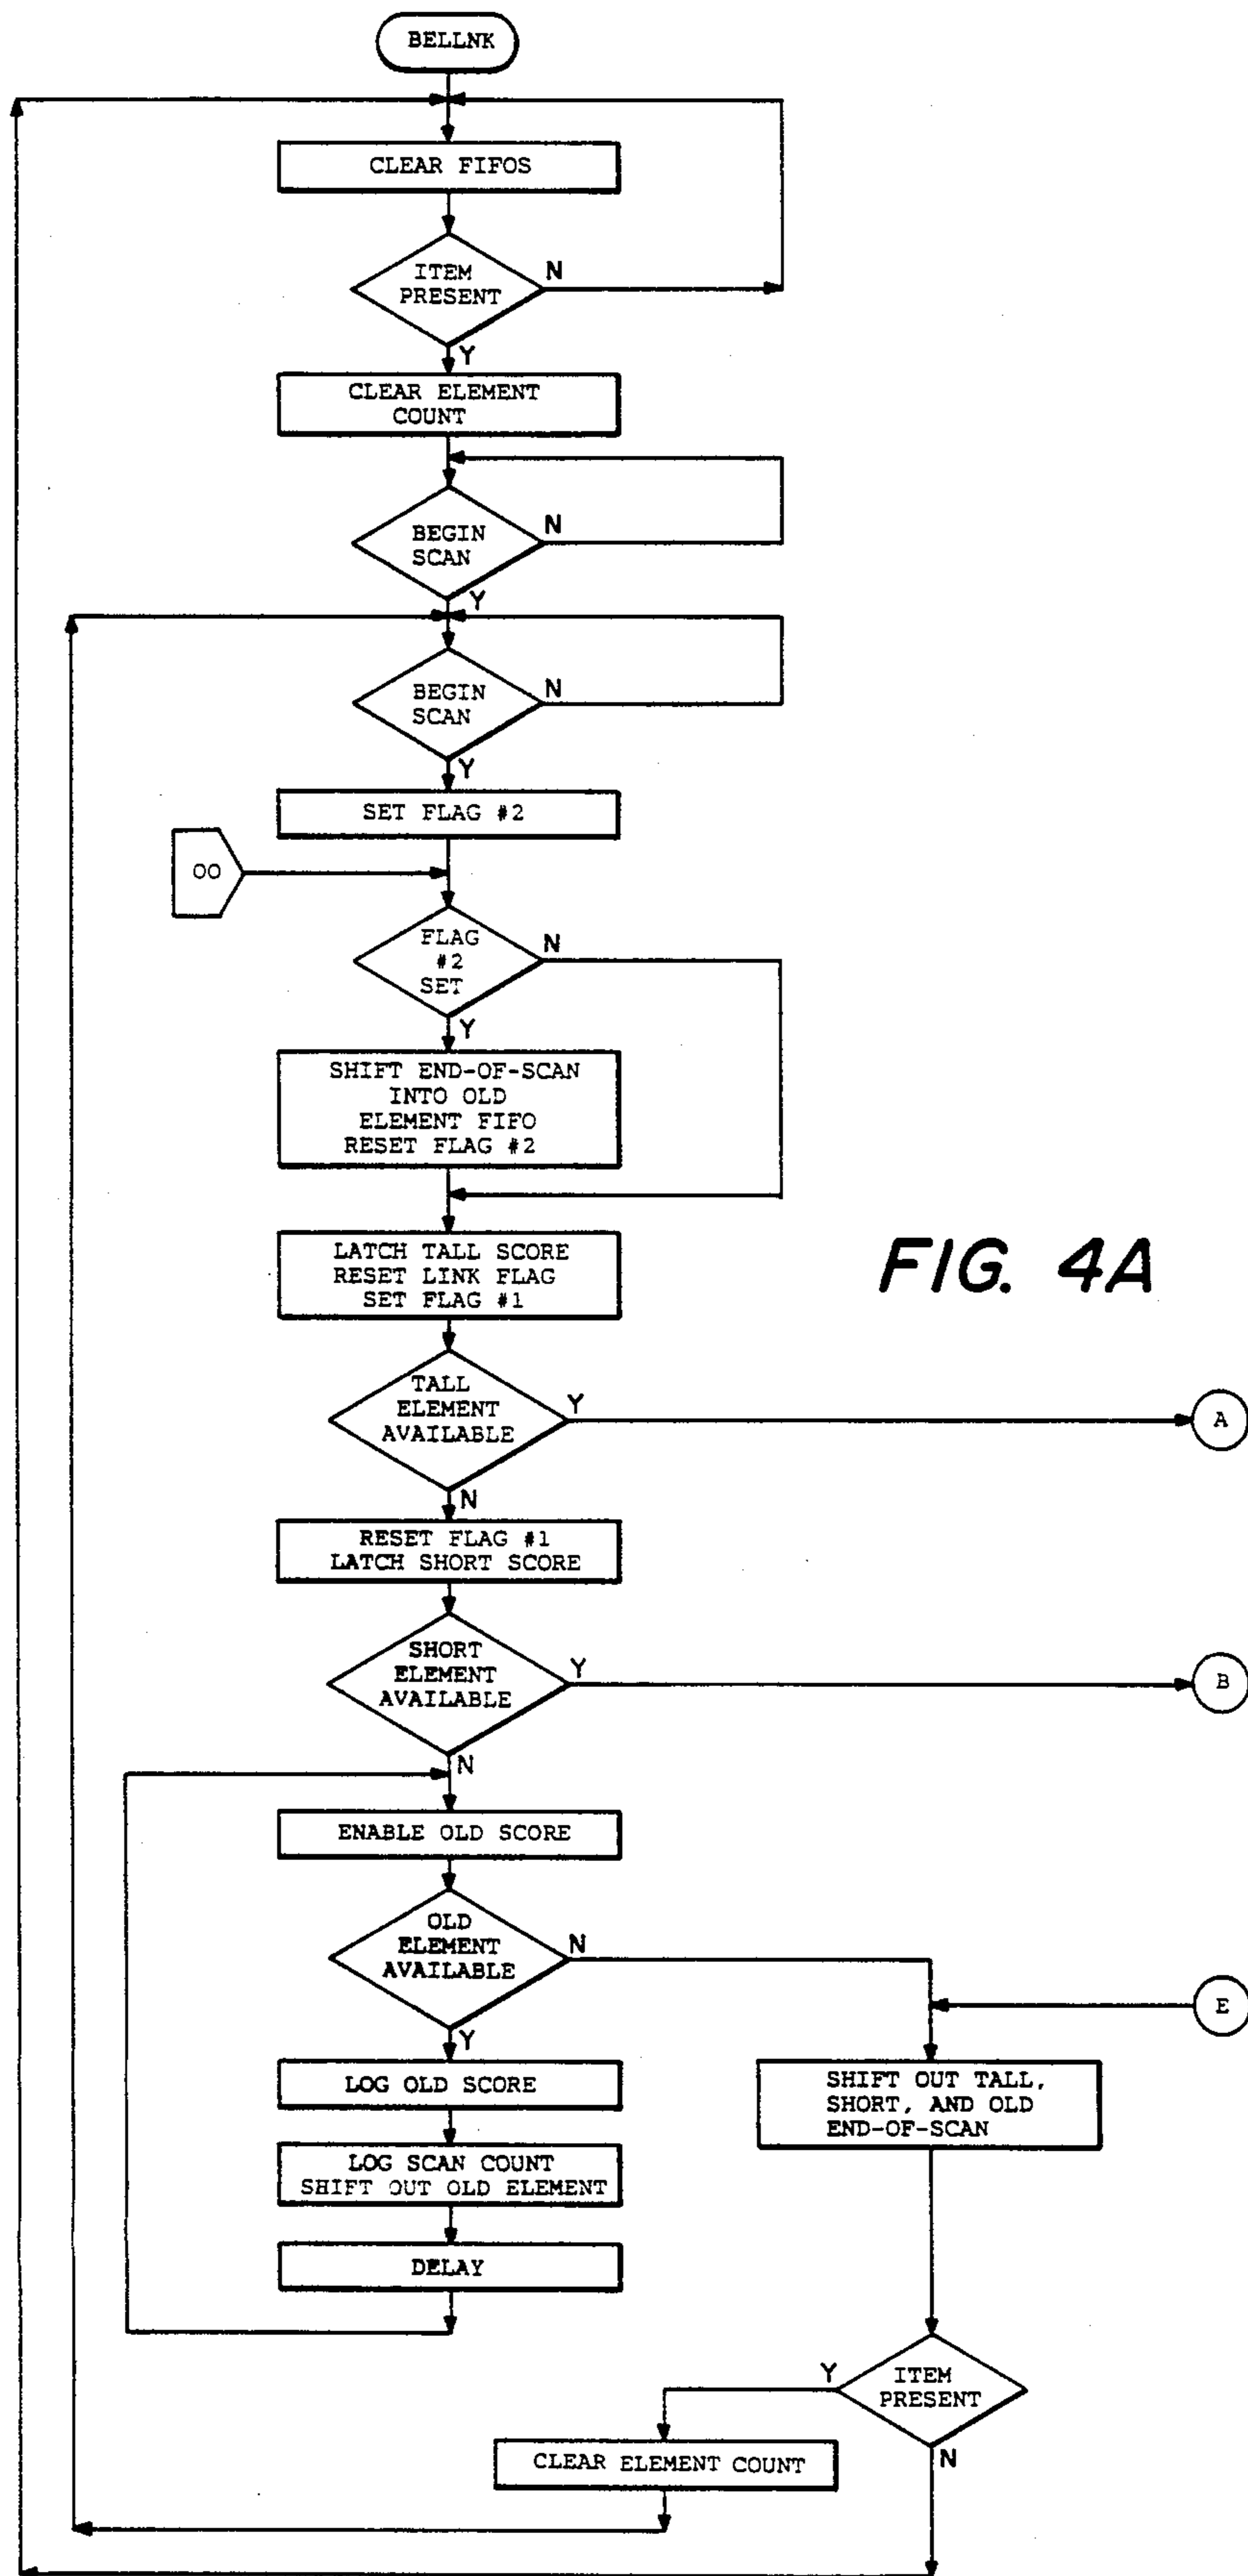 BELLNK
CLEAR FIFOS
ITEM
PRESENT
N
Y
CLEAR ELEMENT
COUNT
BEGIN
SCAN
N
Y
BEGIN
SCAN
N
Y
SET FLAG #2
OO
FLAG
#2
SET
N
Y
SHIFT END-OF-SCAN
INTO OLD
ELEMENT FIFO
RESET FLAG #2
LATCH TALL SCORE
RESET LINK FLAG
SET FLAG #1
FIG. 4A
TALL
ELEMENT
AVAILABLE
Y
A
N
RESET FLAG #1
LATCH SHORT SCORE
SHORT
ELEMENT
AVAILABLE
Y
B
N
ENABLE OLD SCORE
OLD
ELEMENT
AVAILABLE
N
E
Y
LOG OLD SCORE
SHIFT OUT TALL,
SHORT, AND OLD
END-OF-SCAN
LOG SCAN COUNT
SHIFT OUT OLD ELEMENT
DELAY
ITEM
PRESENT
Y
N
CLEAR ELEMENT COUNT